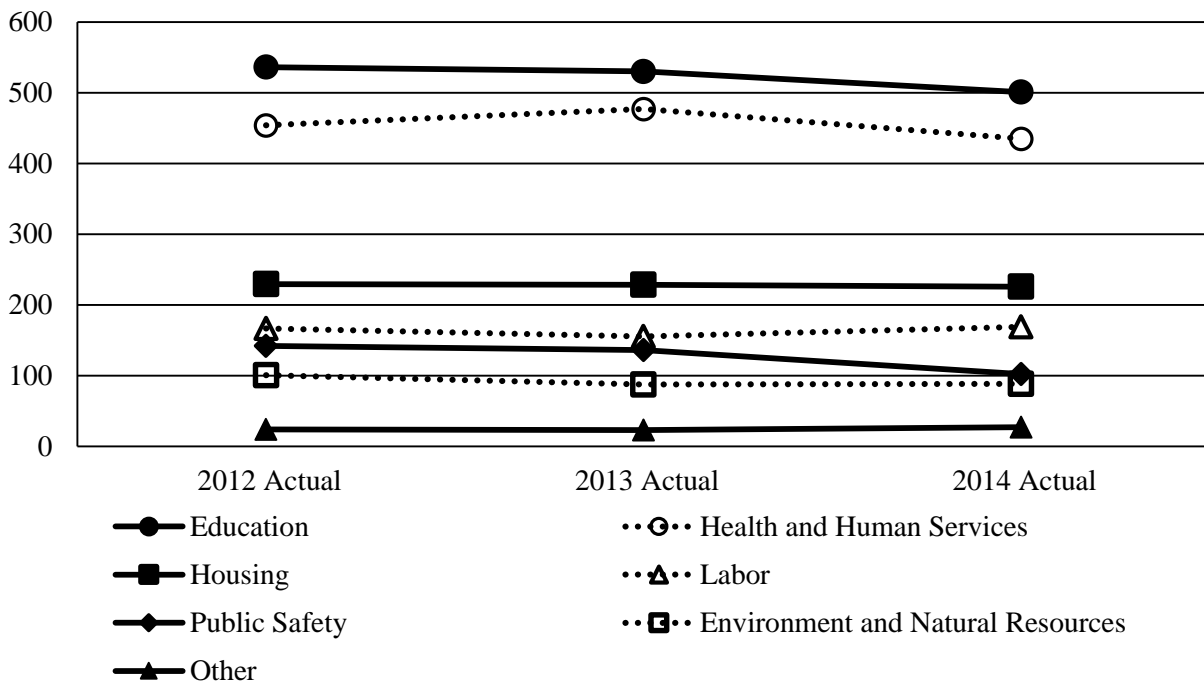 600
500
400
300
200
100
0
2012 Actual 2013 Actual 2014 Actual
Education Health and Human Services
Housing Labor
Public Safety Environment and Natural Resources
Other